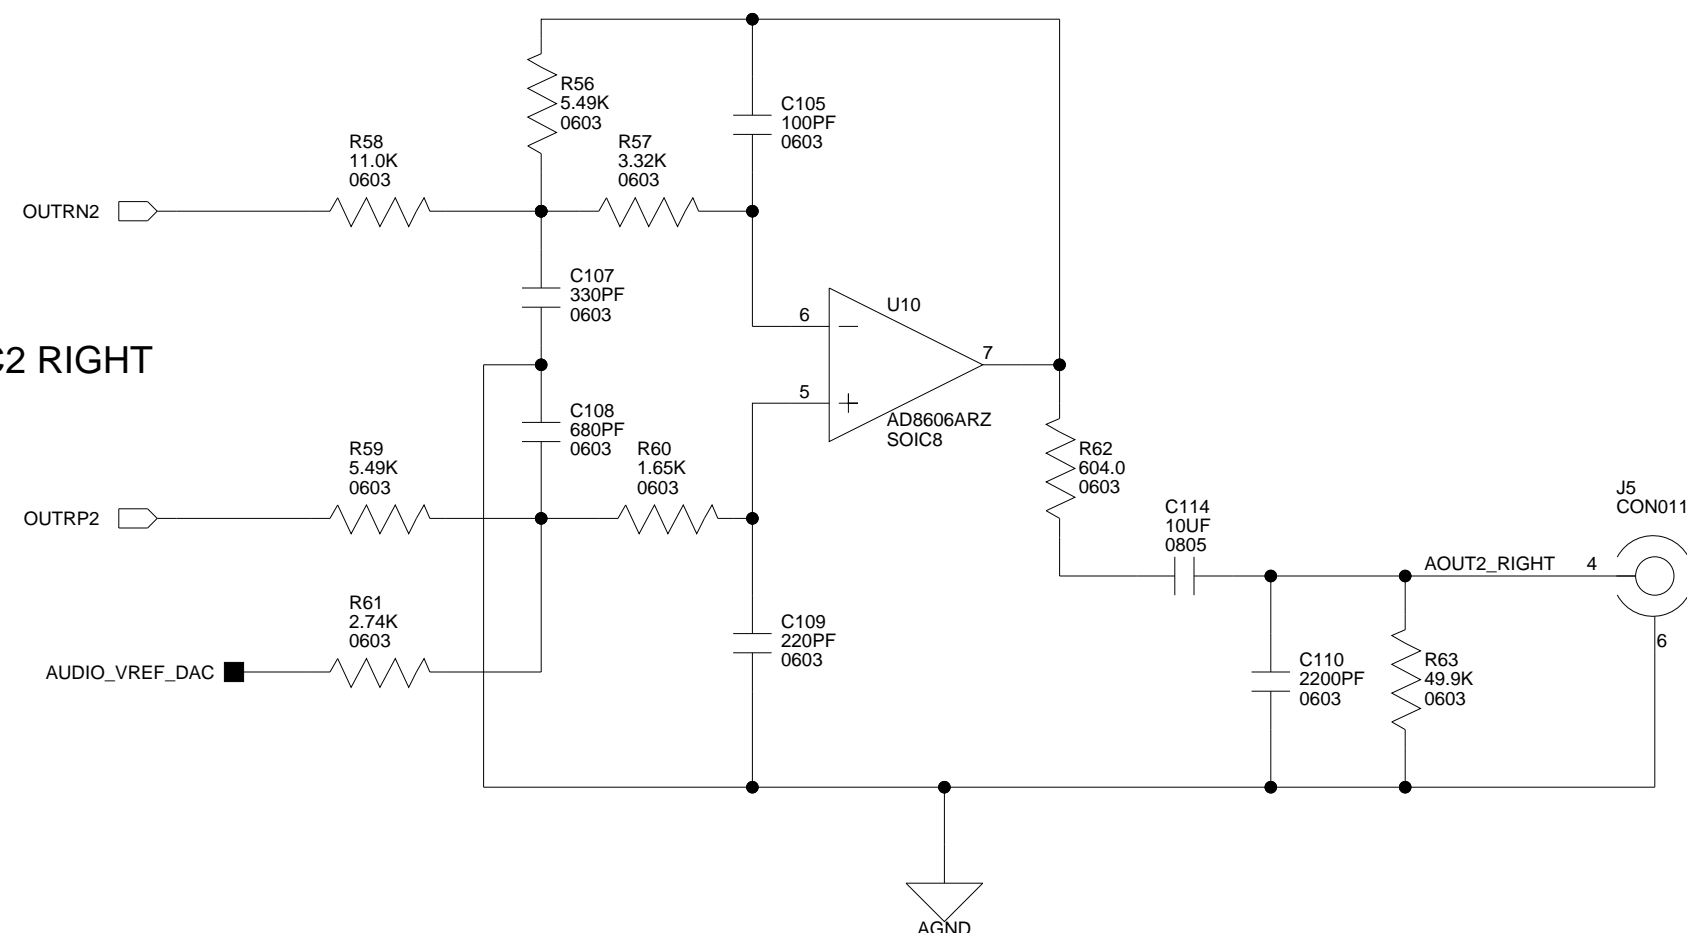 R56
5.49K
0603
C105
100PF
0603
R58
11.0K
0603
R57
3.32K
0603
OUTRN2
C107
330PF
0603
U10
6
7
5
AD8606ARZ
SOIC8
C2 RIGHT
C108
680PF
0603
R59
5.49K
0603
R60
1.65K
0603
OUTRP2
R62
604.0
0603
C114
10UF
0805
J5
CON011
AOUT2_RIGHT
4
6
R61
2.74K
0603
AUDIO_VREF_DAC
C109
220PF
0603
C110
2200PF
0603
R63
49.9K
0603
AGND